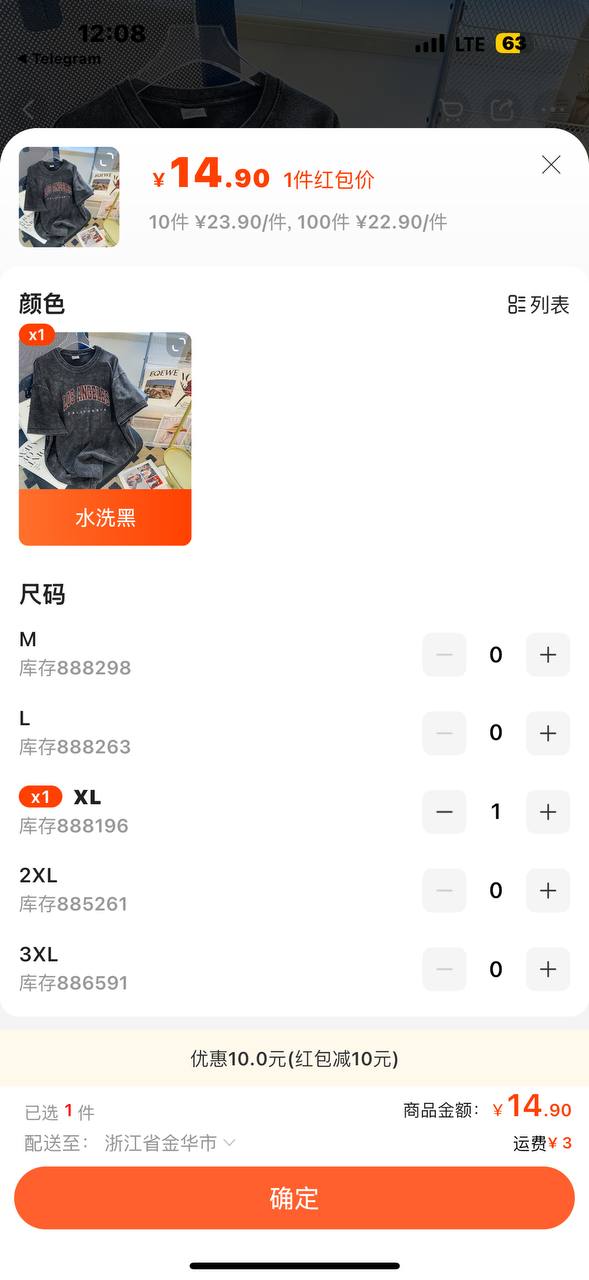 12:08
LTE 63
◀ Telegram
¥14.90 1件红包价
10件 ¥23.90/件, 100件 ¥22.90/件
颜色
列表
x1
LOS ANGELES
CALIFORNIA
水洗黑
尺码
M
库存888298
0
L
库存888263
0
x1 XL
库存888196
1
2XL
库存885261
0
3XL
库存886591
0
优惠10.0元(红包减10元)
已选 1 件
商品金额: ¥14.90
配送至: 浙江省金华市
运费¥ 3
确定